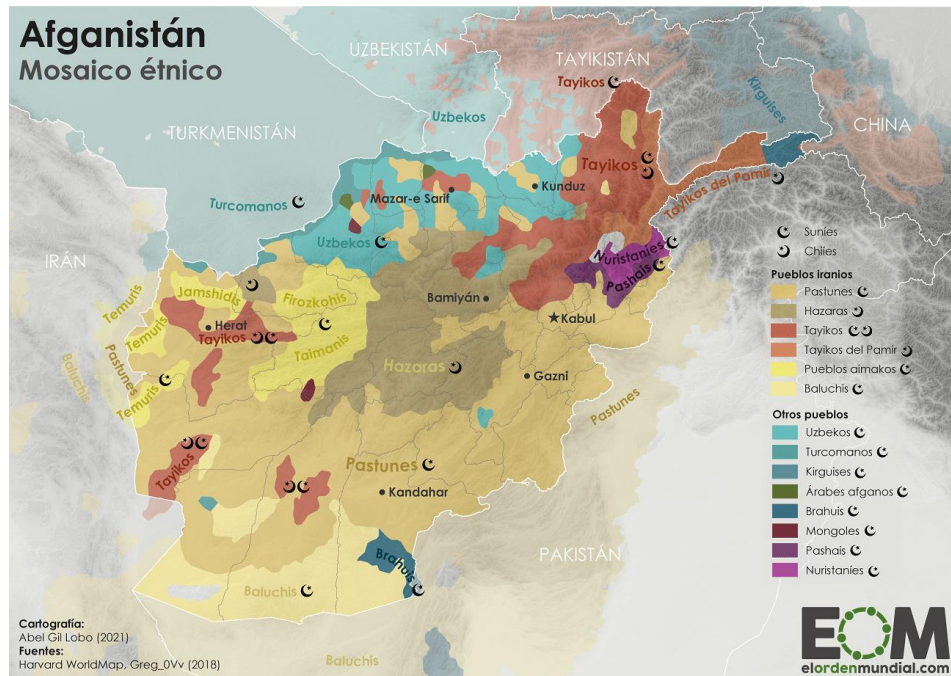 Afganistán
Mosaico étnico
UZBEKISTÁN
TAYIKISTÁN
Tayikos
Kirguises
CHINA
Uzbekos
TURKMENISTÁN
Tayikos
Kunduz
Mazar-e Sarif
Tayikos del Pamir
Turcomanos
Uzbekos
Nuristaníes
Pashais
IRÁN
Temuris
Jamshidis
Firozkohis
Bamiyán
Temuris
Herat
Tayikos
Kabul
Taimanis
Pastunes
Baluchis
Hazaras
Gazni
Temuris
Pastunes
Tayikos
Pastunes
Kandahar
PAKISTÁN
Brahuis
Baluchis
Baluchis
Suníes
Chiíes
Pueblos iranios
Pastunes
Hazaras
Tayikos
Tayikos del Pamir
Pueblos aimakos
Baluchis
Otros pueblos
Uzbekos
Turcomanos
Kirguises
Árabes afganos
Brahuis
Mongoles
Pashais
Nuristaníes
Cartografía:
Abel Gil Lobo (2021)
Fuentes:
Harvard WorldMap, Greg_0Vv (2018)
EOM
elordenmundial.com